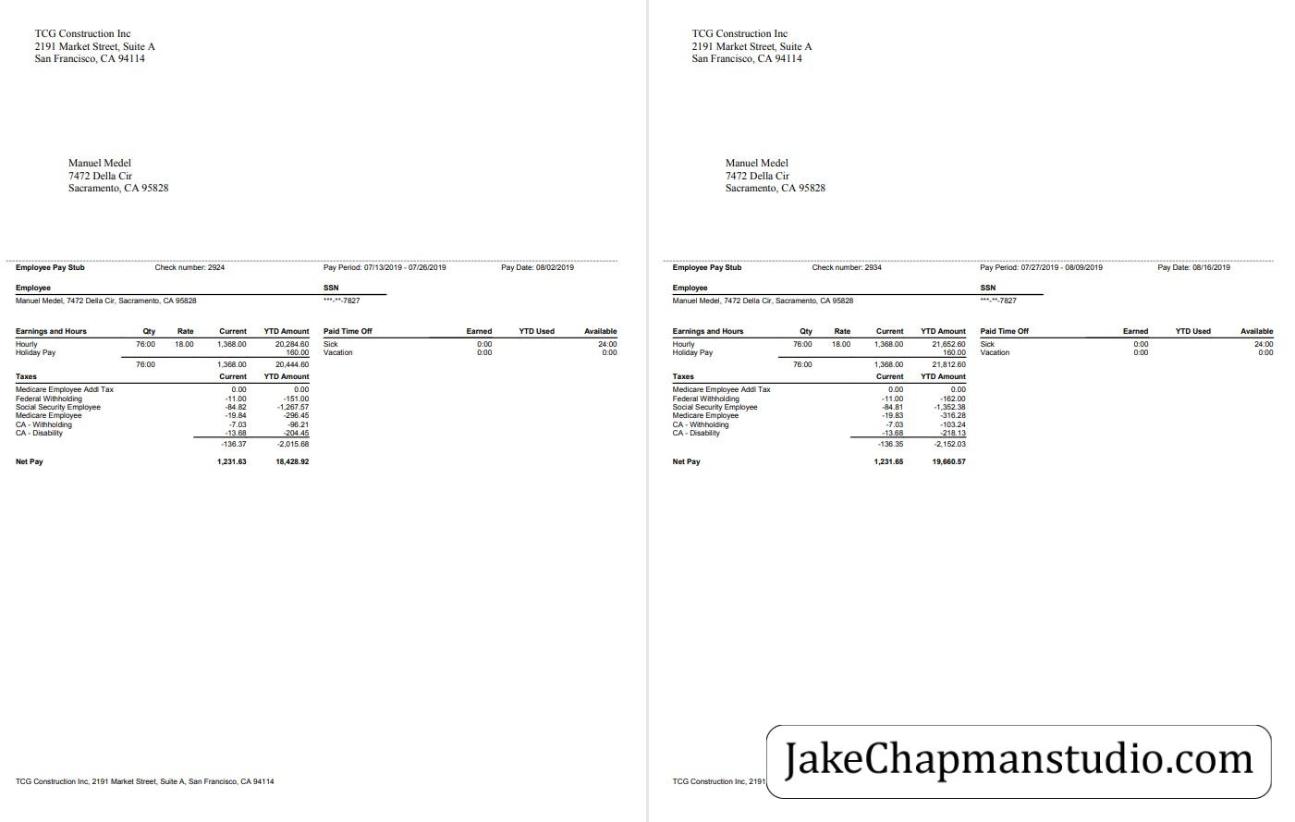 TCG Construction Inc
2191 Market Street, Suite A
San Francisco, CA 94114
Manuel Medel
7472 Della Cir
Sacramento, CA 95828
Employee Pay Stub Check number: 2924 Pay Period: 07/13/2019 - 07/26/2019 Pay Date: 08/02/2019
Employee SSN
Manuel Medel, 7472 Della Cir, Sacramento, CA 95828 ***-**-7827
Earnings and Hours Qty Rate Current YTD Amount Paid Time Off Earned YTD Used Available
Hourly 76:00 18.00 1,368.00 20,284.60 Sick 0:00 24:00
Holiday Pay 160.00 Vacation 0:00 0:00
76:00 1,368.00 20,444.60
Taxes Current YTD Amount
Medicare Employee Addl Tax 0.00 0.00
Federal Withholding -11.00 -151.00
Social Security Employee -84.82 -1,267.57
Medicare Employee -19.84 -296.45
CA - Withholding -7.03 -96.21
CA - Disability -13.68 -204.45
-136.37 -2,015.68
Net Pay 1,231.63 18,428.92
TCG Construction Inc, 2191 Market Street, Suite A, San Francisco, CA 94114
TCG Construction Inc
2191 Market Street, Suite A
San Francisco, CA 94114
Manuel Medel
7472 Della Cir
Sacramento, CA 95828
Employee Pay Stub Check number: 2934 Pay Period: 07/27/2019 - 08/09/2019 Pay Date: 08/16/2019
Employee SSN
Manuel Medel, 7472 Della Cir, Sacramento, CA 95828 ***-**-7827
Earnings and Hours Qty Rate Current YTD Amount Paid Time Off Earned YTD Used Available
Hourly 76:00 18.00 1,368.00 21,652.60 Sick 0:00 24:00
Holiday Pay 160.00 Vacation 0:00 0:00
76:00 1,368.00 21,812.60
Taxes Current YTD Amount
Medicare Employee Addl Tax 0.00 0.00
Federal Withholding -11.00 -162.00
Social Security Employee -84.81 -1,352.38
Medicare Employee -19.83 -316.28
CA - Withholding -7.03 -103.24
CA - Disability -13.68 -218.13
-136.35 -2,152.03
Net Pay 1,231.65 19,660.57
TCG Construction Inc, 2191
JakeChapmanstudio.com